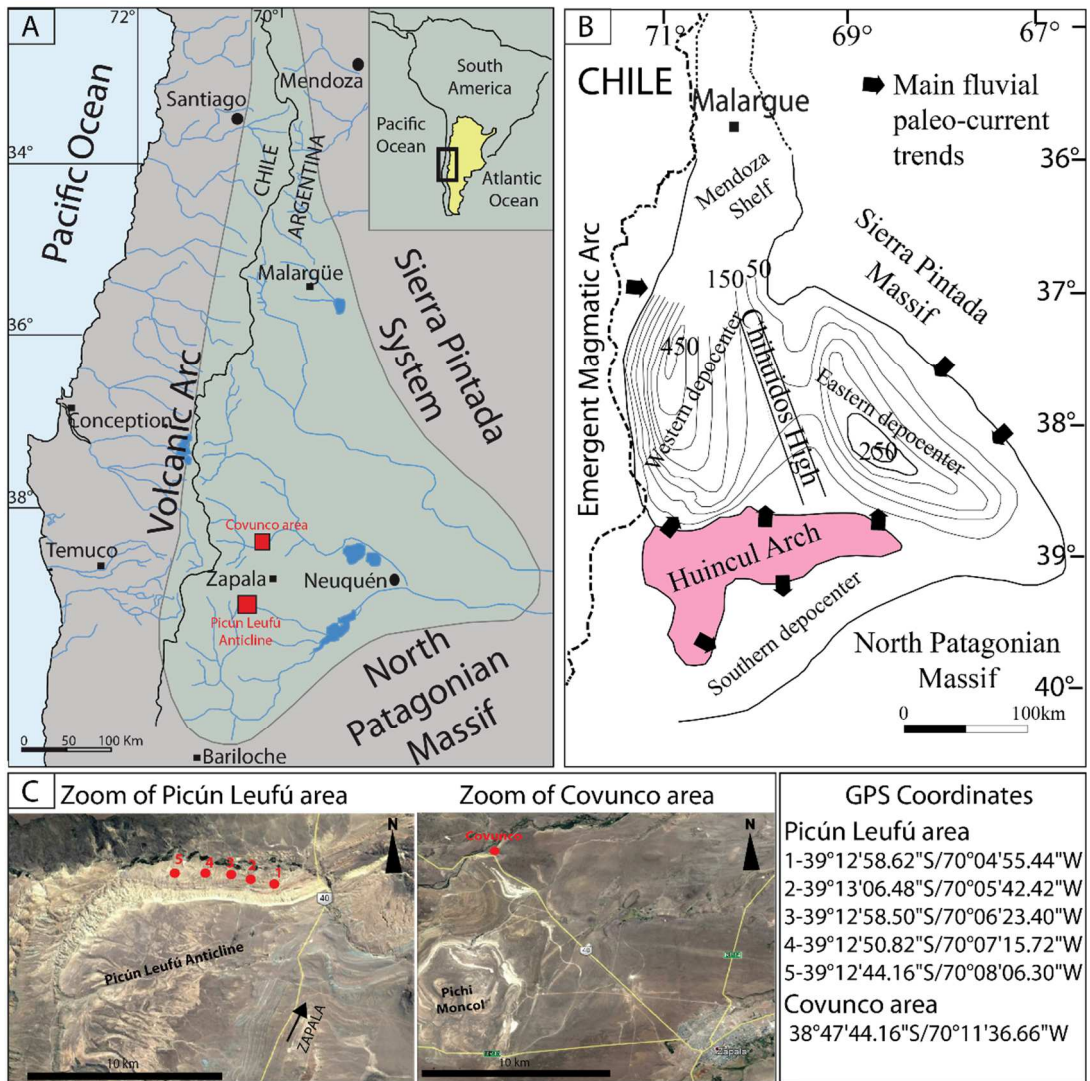 A
72°
70°
Mendoza
Santiago
South
America
Pacific
Ocean
Atlantic
Ocean
Pacific Ocean
34°
CHILE
ARGENTINA
Malargüe
Sierra Pintada
System
36°
Volcanic Arc
Conception
38°
Covunco area
Temuco
Zapala
Neuquén
Picún Leufú
Anticline
North
Patagonian
Massif
0 50 100 Km
Bariloche
B
71°
69°
67°
CHILE
Malargue
Main fluvial
paleo-current
trends
36°
Mendoza
Shelf
Sierra Pintada
Massif
Emergent Magmatic Arc
150
50
37°
450
Western depocenter
Chihuidos High
Eastern depocenter
250
38°
Huincul Arch
39°
Southern depocenter
North Patagonian
Massif
40°
0 100km
C
Zoom of Picún Leufú area
N
5 4 3 2 1
40
Picún Leufú Anticline
ZAPALA
10 km
Zoom of Covunco area
Covunco
N
Pichi
Moncol
Zapala
10 km
GPS Coordinates
Picún Leufú area
1-39°12'58.62"S/70°04'55.44"W
2-39°13'06.48"S/70°05'42.42"W
3-39°12'58.50"S/70°06'23.40"W
4-39°12'50.82"S/70°07'15.72"W
5-39°12'44.16"S/70°08'06.30"W
Covunco area
38°47'44.16"S/70°11'36.66"W